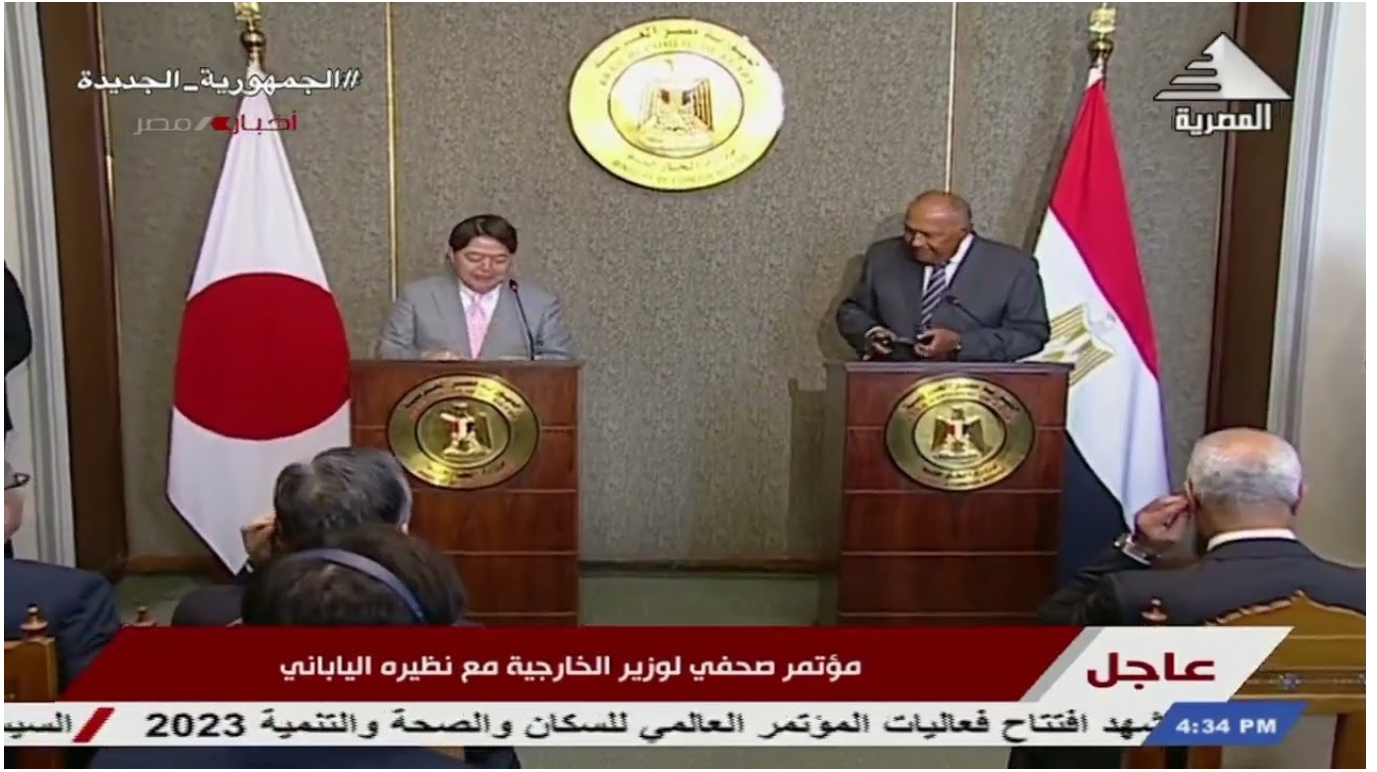 #الجمهورية_الجديدة
أخبار مصر
المصرية
عاجل
مؤتمر صحفي لوزير الخارجية مع نظيره الياباني
4:34 PM
شهد افتتاح فعاليات المؤتمر العالمي للسكان والصحة والتنمية 2023